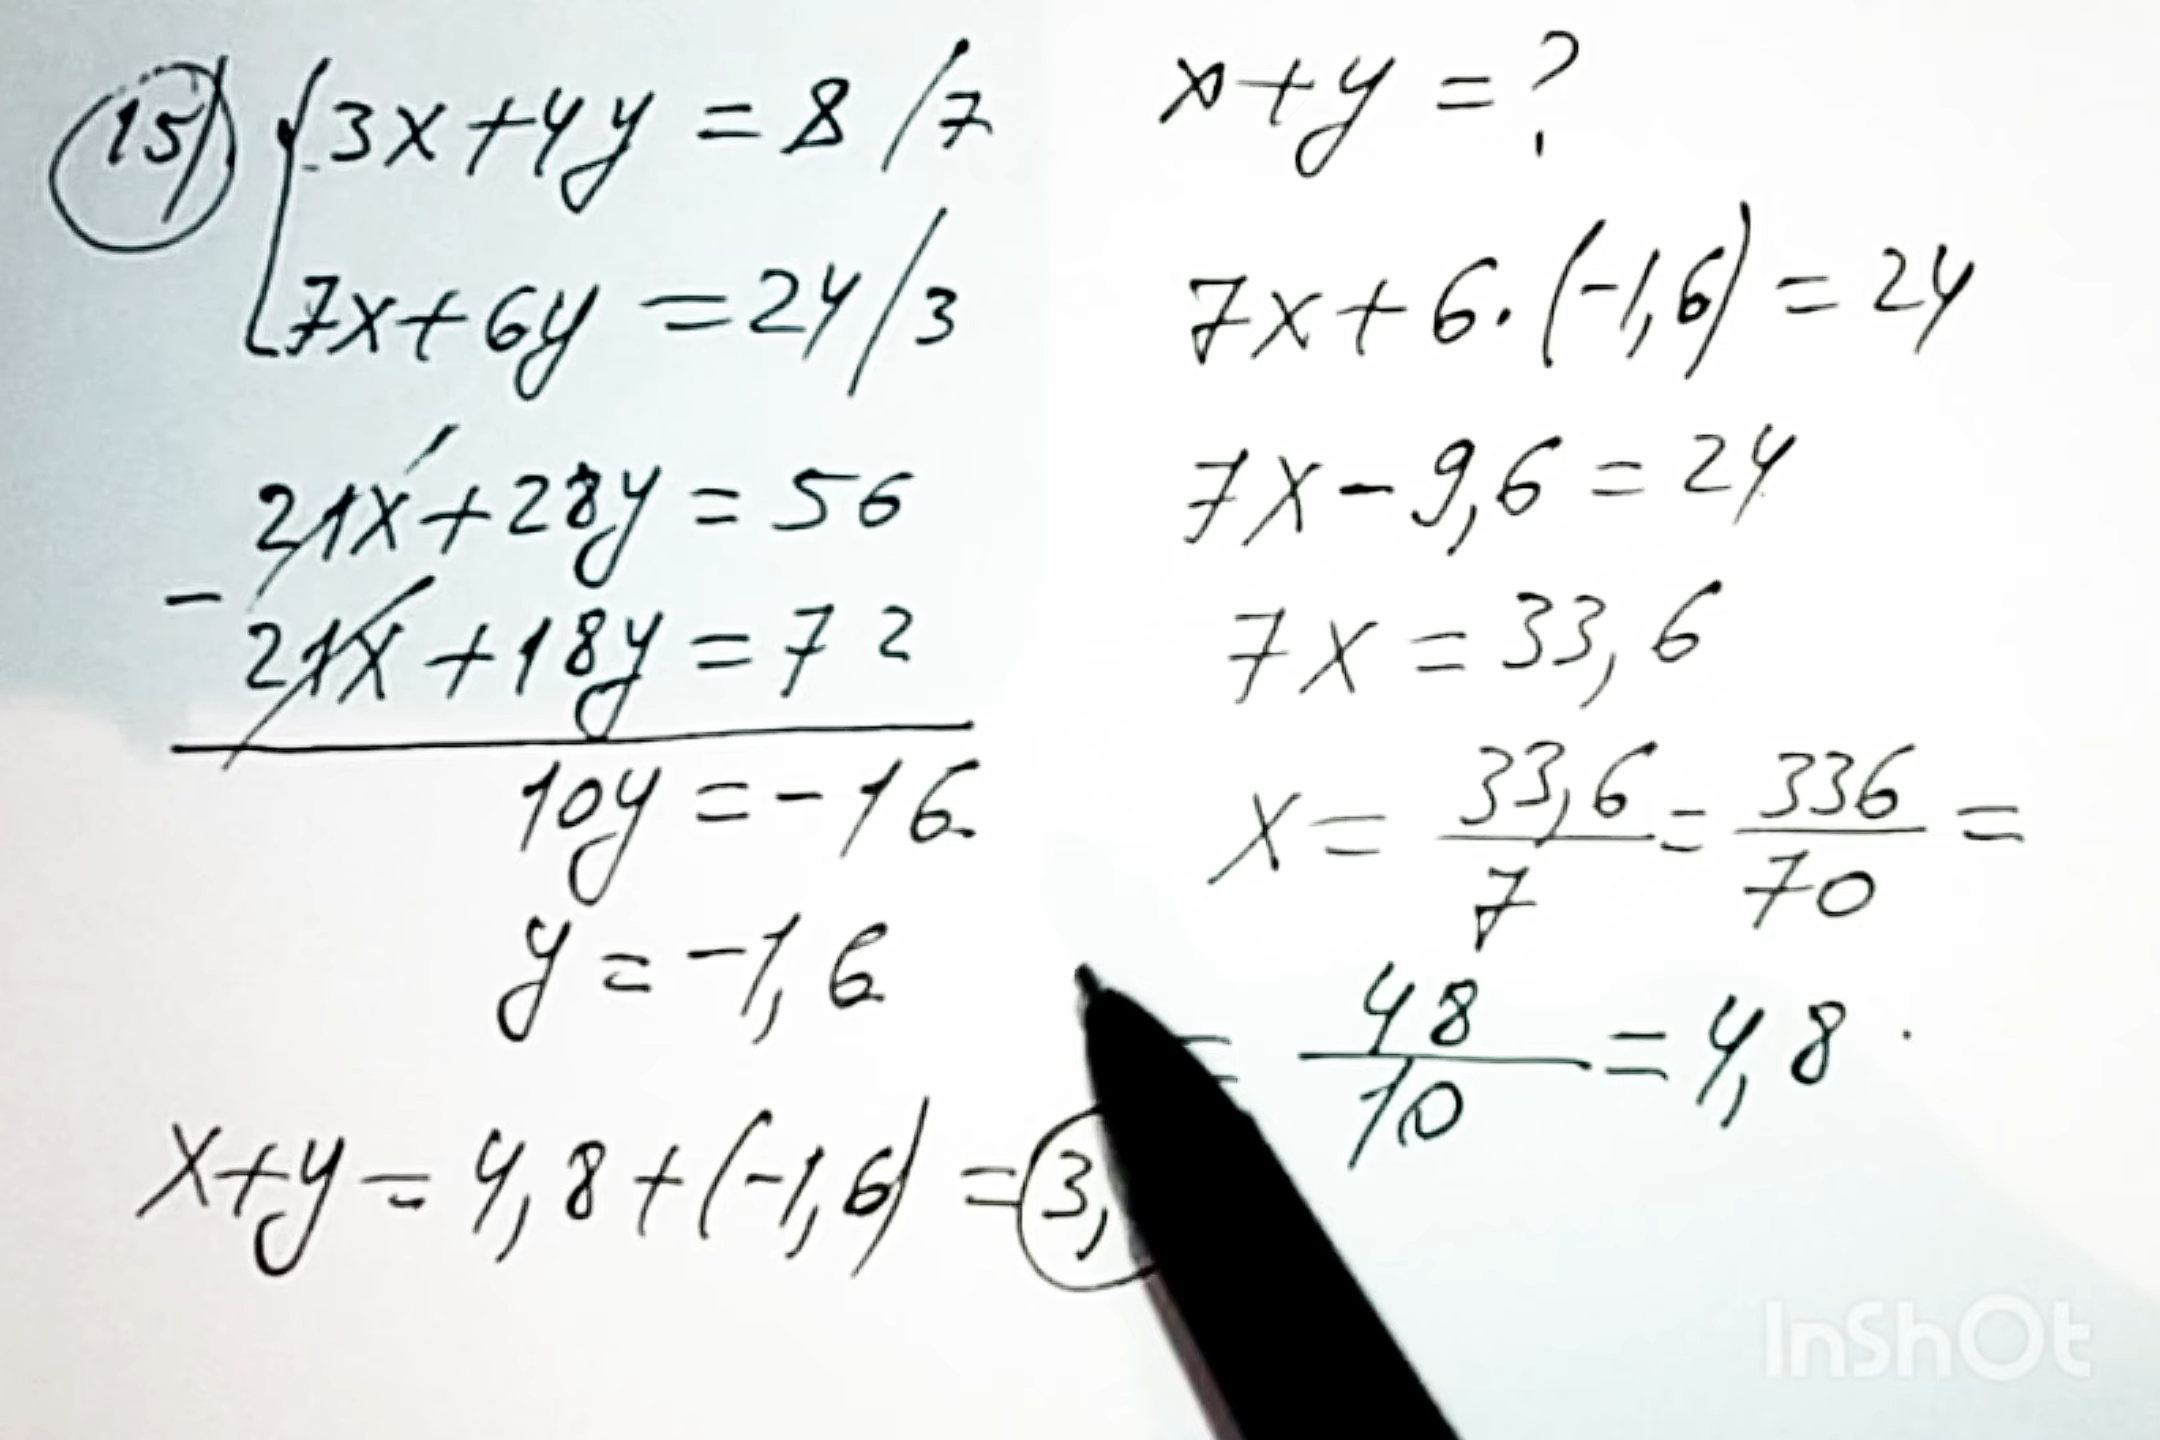 15) 3x+4y=8/7
7x+6y=24/3
21x+28y=56
-
21x+18y=72
10y=-16
y=-1,6
x+y=4,8+(-1,6)=3,
x+y=?
7x+6·(-1,6)=24
7x-9,6=24
7x=33,6
x=33,6/7=336/70=
=48/10=4,8
InShOt